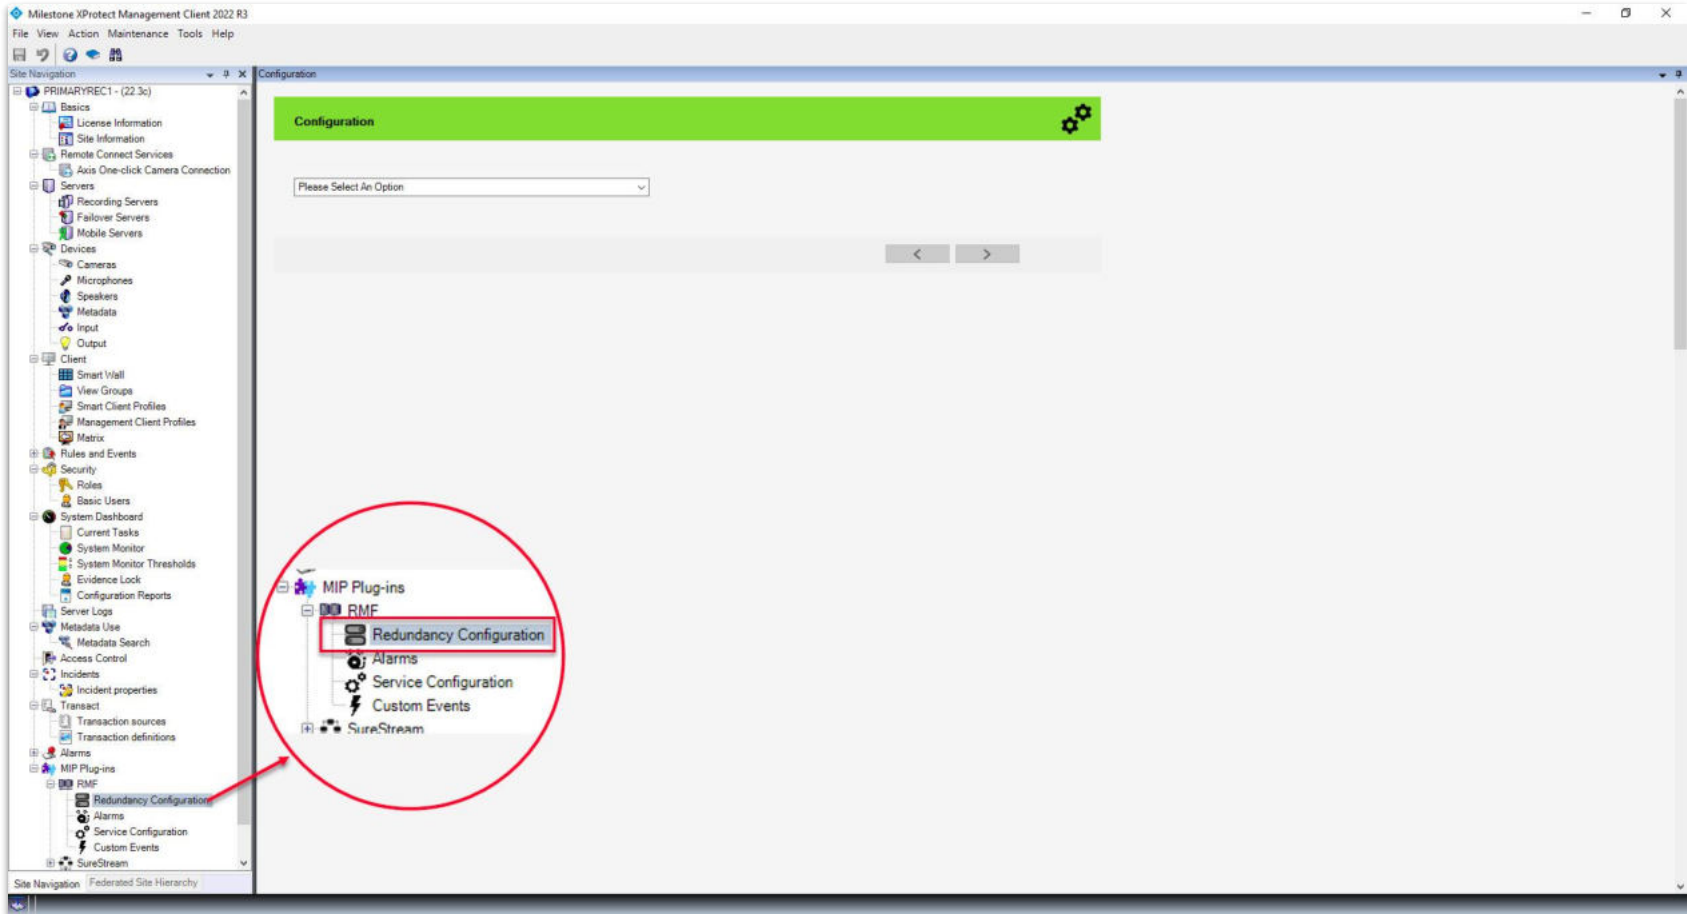 Milestone XProtect Management Client 2022 R3
File View Action Maintenance Tools Help
Site Navigation
Configuration
PRIMARYREC1 - (22.3c)
Basics
License Information
Site Information
Remote Connect Services
Axis One-click Camera Connection
Servers
Recording Servers
Failover Servers
Mobile Servers
Devices
Cameras
Microphones
Speakers
Metadata
Input
Output
Client
Smart Wall
View Groups
Smart Client Profiles
Management Client Profiles
Matrix
Rules and Events
Security
Roles
Basic Users
System Dashboard
Current Tasks
System Monitor
System Monitor Thresholds
Evidence Lock
Configuration Reports
Server Logs
Metadata Use
Metadata Search
Access Control
Incidents
Incident properties
Transact
Transaction sources
Transaction definitions
Alarms
MIP Plug-ins
RMF
Redundancy Configuration
Alarms
Service Configuration
Custom Events
SureStream
Site Navigation Federated Site Hierarchy
Configuration
Please Select An Option
< >
MIP Plug-ins
RMF
Redundancy Configuration
Alarms
Service Configuration
Custom Events
SureStream